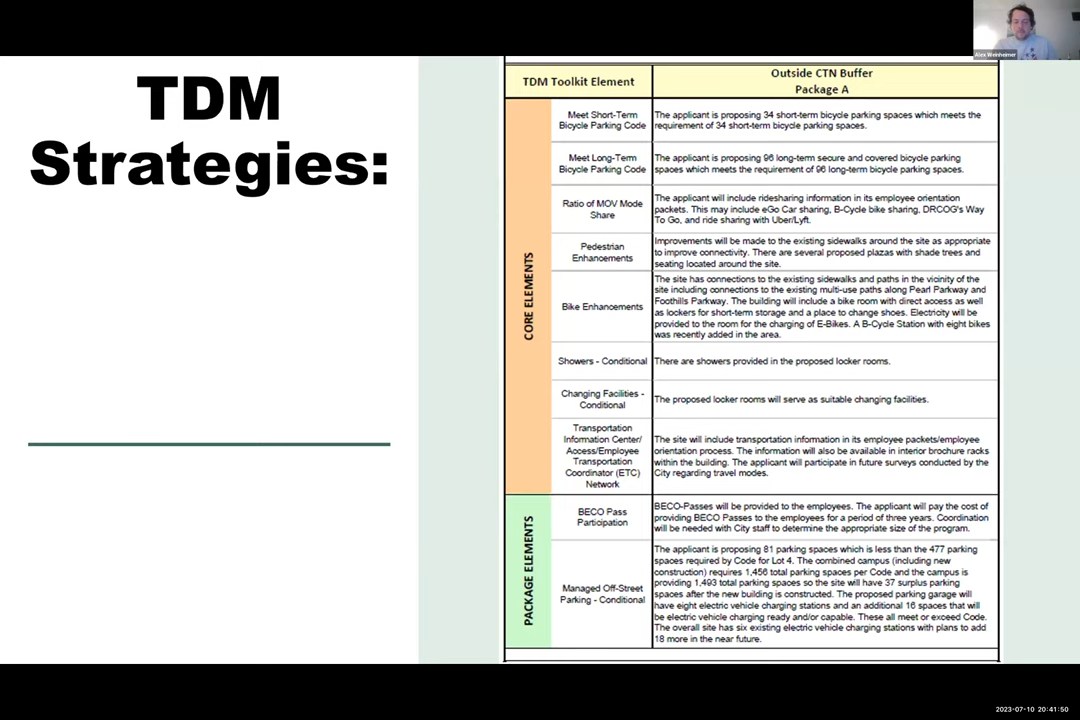 Alex Weinheimer
TDM
Strategies:
TDM Toolkit Element
Outside CTN Buffer
Package A
CORE ELEMENTS
Meet Short-Term
Bicycle Parking Code
The applicant is proposing 34 short-term bicycle parking spaces which meets the
requirement of 34 short-term bicycle parking spaces.
Meet Long-Term
Bicycle Parking Code
The applicant is proposing 96 long-term secure and covered bicycle parking
spaces which meets the requirement of 96 long-term bicycle parking spaces.
Ratio of MOV Mode
Share
The applicant will include ridesharing information in its employee orientation
packets. This may include eGo Car sharing, B-Cycle bike sharing, DRCOG's Way
To Go, and ride sharing with Uber/Lyft.
Pedestrian
Enhancements
Improvements will be made to the existing sidewalks around the site as appropriate
to improve connectivity. There are several proposed plazas with shade trees and
seating located around the site.
Bike Enhancements
The site has connections to the existing sidewalks and paths in the vicinity of the
site including connections to the existing multi-use paths along Pearl Parkway and
Foothills Parkway. The building will include a bike room with direct access as well
as lockers for short-term storage and a place to change shoes. Electricity will be
provided to the room for the charging of E-Bikes. A B-Cycle Station with eight bikes
was recently added in the area.
Showers - Conditional
There are showers provided in the proposed locker rooms.
Changing Facilities -
Conditional
The proposed locker rooms will serve as suitable changing facilities.
Transportation
Information Center/
Access/Employee
Transportation
Coordinator (ETC)
Network
The site will include transportation information in its employee packets/employee
orientation process. The information will also be available in interior brochure racks
within the building. The applicant will participate in future surveys conducted by the
City regarding travel modes.
PACKAGE ELEMENTS
BECO Pass
Participation
BECO-Passes will be provided to the employees. The applicant will pay the cost of
providing BECO Passes to the employees for a period of three years. Coordination
will be needed with City staff to determine the appropriate size of the program.
Managed Off-Street
Parking - Conditional
The applicant is proposing 81 parking spaces which is less than the 477 parking
spaces required by Code for Lot 4. The combined campus (including new
construction) requires 1,456 total parking spaces per Code and the campus is
providing 1,493 total parking spaces so the site will have 37 surplus parking
spaces after the new building is constructed. The proposed parking garage will
have eight electric vehicle charging stations and an additional 16 spaces that will
be electric vehicle charging ready and/or capable. These all meet or exceed Code.
The overall site has six existing electric vehicle charging stations with plans to add
18 more in the near future.
2023-07-10 20:41:50